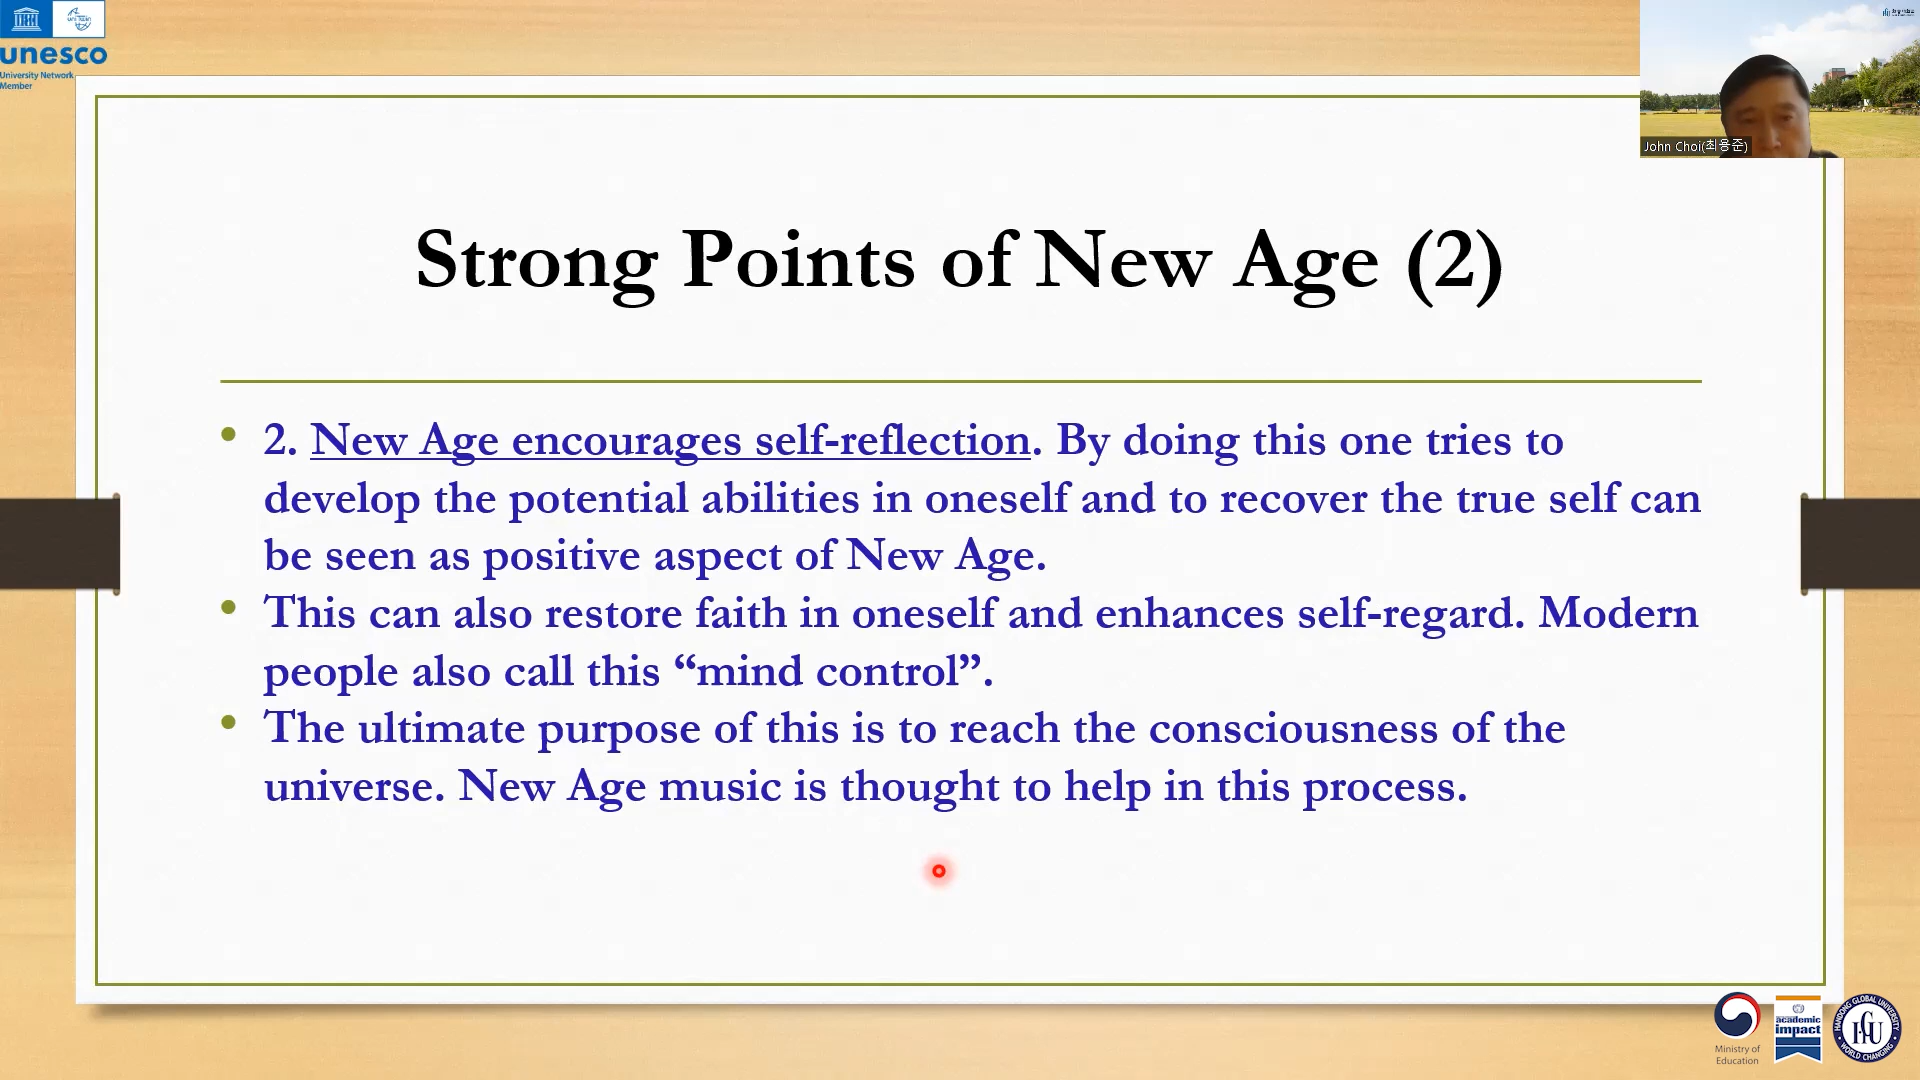 unesco
University Network
Member
John Choi(최용준)
Strong Points of New Age (2)
• 2. New Age encourages self-reflection. By doing this one tries to
develop the potential abilities in oneself and to recover the true self can
be seen as positive aspect of New Age.
• This can also restore faith in oneself and enhances self-regard. Modern
people also call this “mind control”.
• The ultimate purpose of this is to reach the consciousness of the
universe. New Age music is thought to help in this process.
Ministry of
Education
academic
impact
HANDONG GLOBAL UNIVERSITY
HGU
WORLD CHANGING